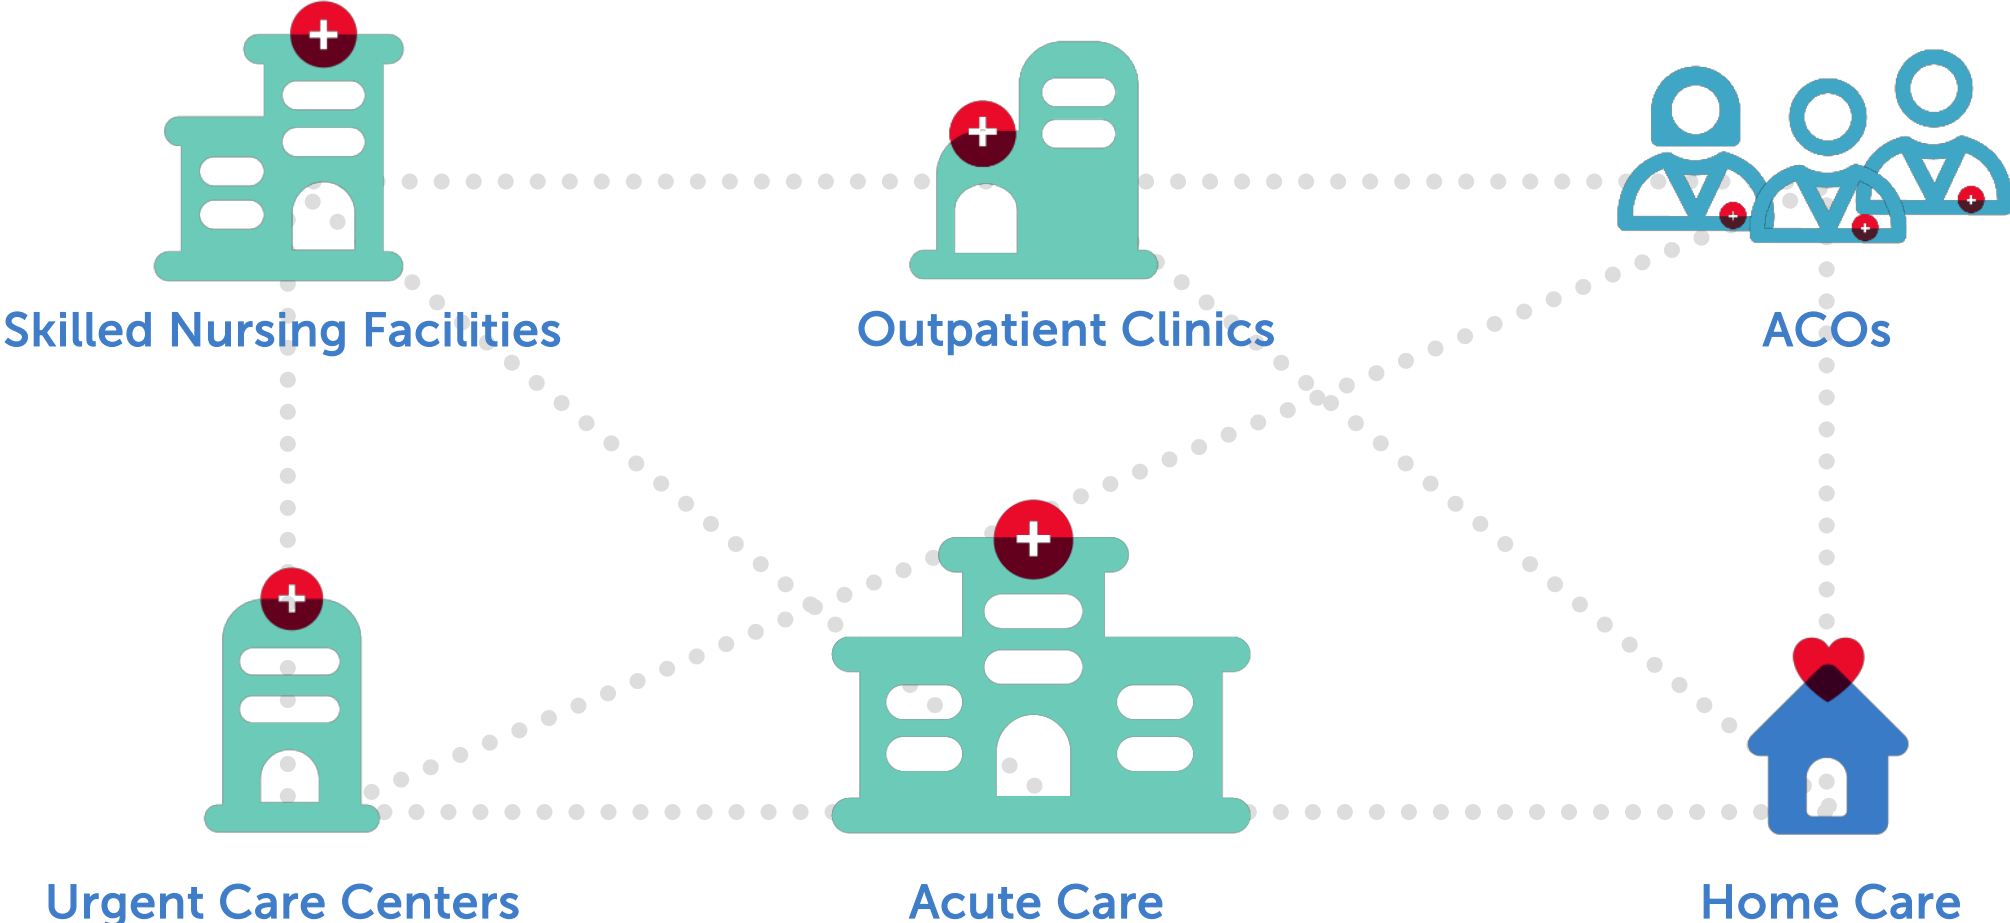 Skilled Nursing Facilities
Outpatient Clinics
ACOs
Urgent Care Centers
Acute Care
Home Care